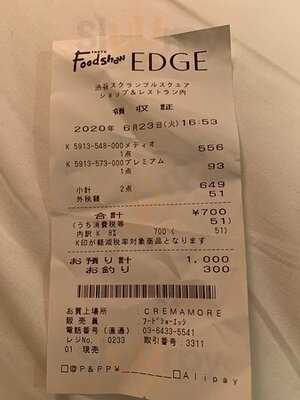 TOKYU
Foodshow EDGE
渋谷スクランブルスクエア
ショップ&レストラン内
領収証
2020年 6月23日(火)16:53
K 5913-548-000メティオ 556
1点
K 5913-573-000プレミアム 93
1点
小計 2点 649
外税額 51
合計 ¥700
(うち消費税等 51)
内訳 K 8% 700( 51)
K印が軽減税率対象商品となります
お預り計 1,000
お釣り 300
お買上場所 CREMAMORE
販売員 フードショーエッジ
電話番号(直通) 03-6433-5541
レジNo. 0233 取引番号 3311
01 現売
□@P&PP¥______□Alipay